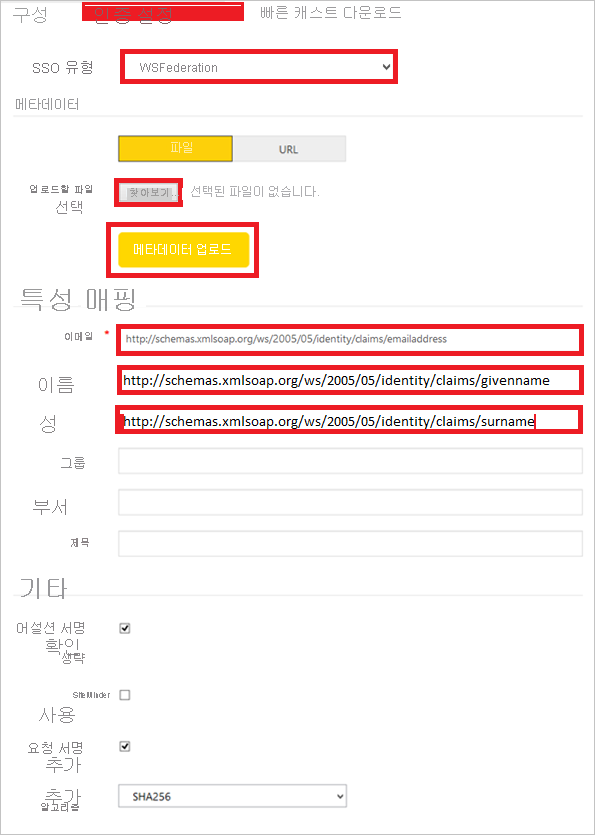 구성 인증 설정 빠른 캐스트 다운로드
SSO 유형 WSFederation
메타데이터
파일 URL
업로드할 파일
선택
찾아보기... 선택된 파일이 없습니다.
메타데이터 업로드
특성 매핑
이메일 * http://schemas.xmlsoap.org/ws/2005/05/identity/claims/emailaddress
이름 http://schemas.xmlsoap.org/ws/2005/05/identity/claims/givenname
성 http://schemas.xmlsoap.org/ws/2005/05/identity/claims/surname
그룹
부서
제목
기타
어설션 서명
확인
생략
SiteMinder
사용
요청 서명
추가
추가 SHA256
알고리즘